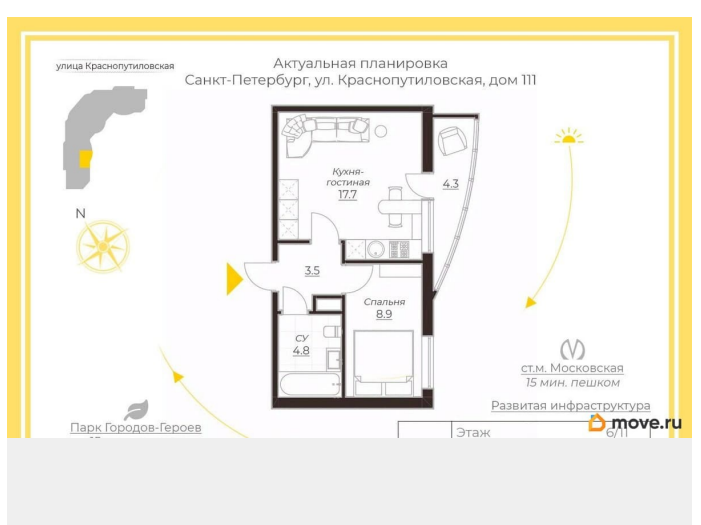 улица Краснопутиловская
Актуальная планировка
Санкт-Петербург, ул. Краснопутиловская, дом 111
N
Кухня-
гостиная
17.7
4.3
3.5
Спальня
8.9
СУ
4.8
ст.м. Московская
15 мин. пешком
Развитая инфраструктура
Парк Городов-Героев
Этаж
6/11
move.ru